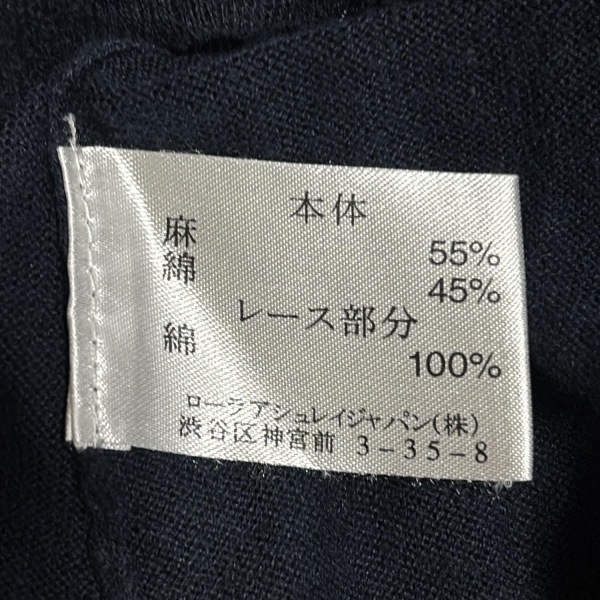 本体
麻 55%
綿 45%
レース部分
綿 100%
ローラアシュレイジャパン(株)
渋谷区神宮前 3-35-8